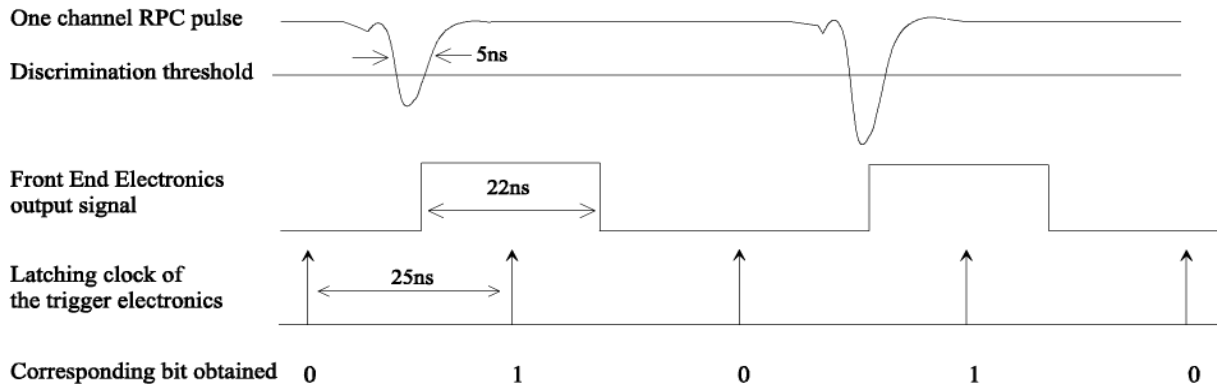 One channel RPC pulse
5ns
Discrimination threshold
Front End Electronics
output signal
22ns
Latching clock of
the trigger electronics
25ns
Corresponding bit obtained 0 1 0 1 0